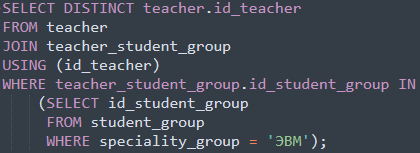 SELECT DISTINCT teacher.id_teacher
FROM teacher
JOIN teacher_student_group
USING (id_teacher)
WHERE teacher_student_group.id_student_group IN
(SELECT id_student_group
FROM student_group
WHERE speciality_group = 'ЭВМ');